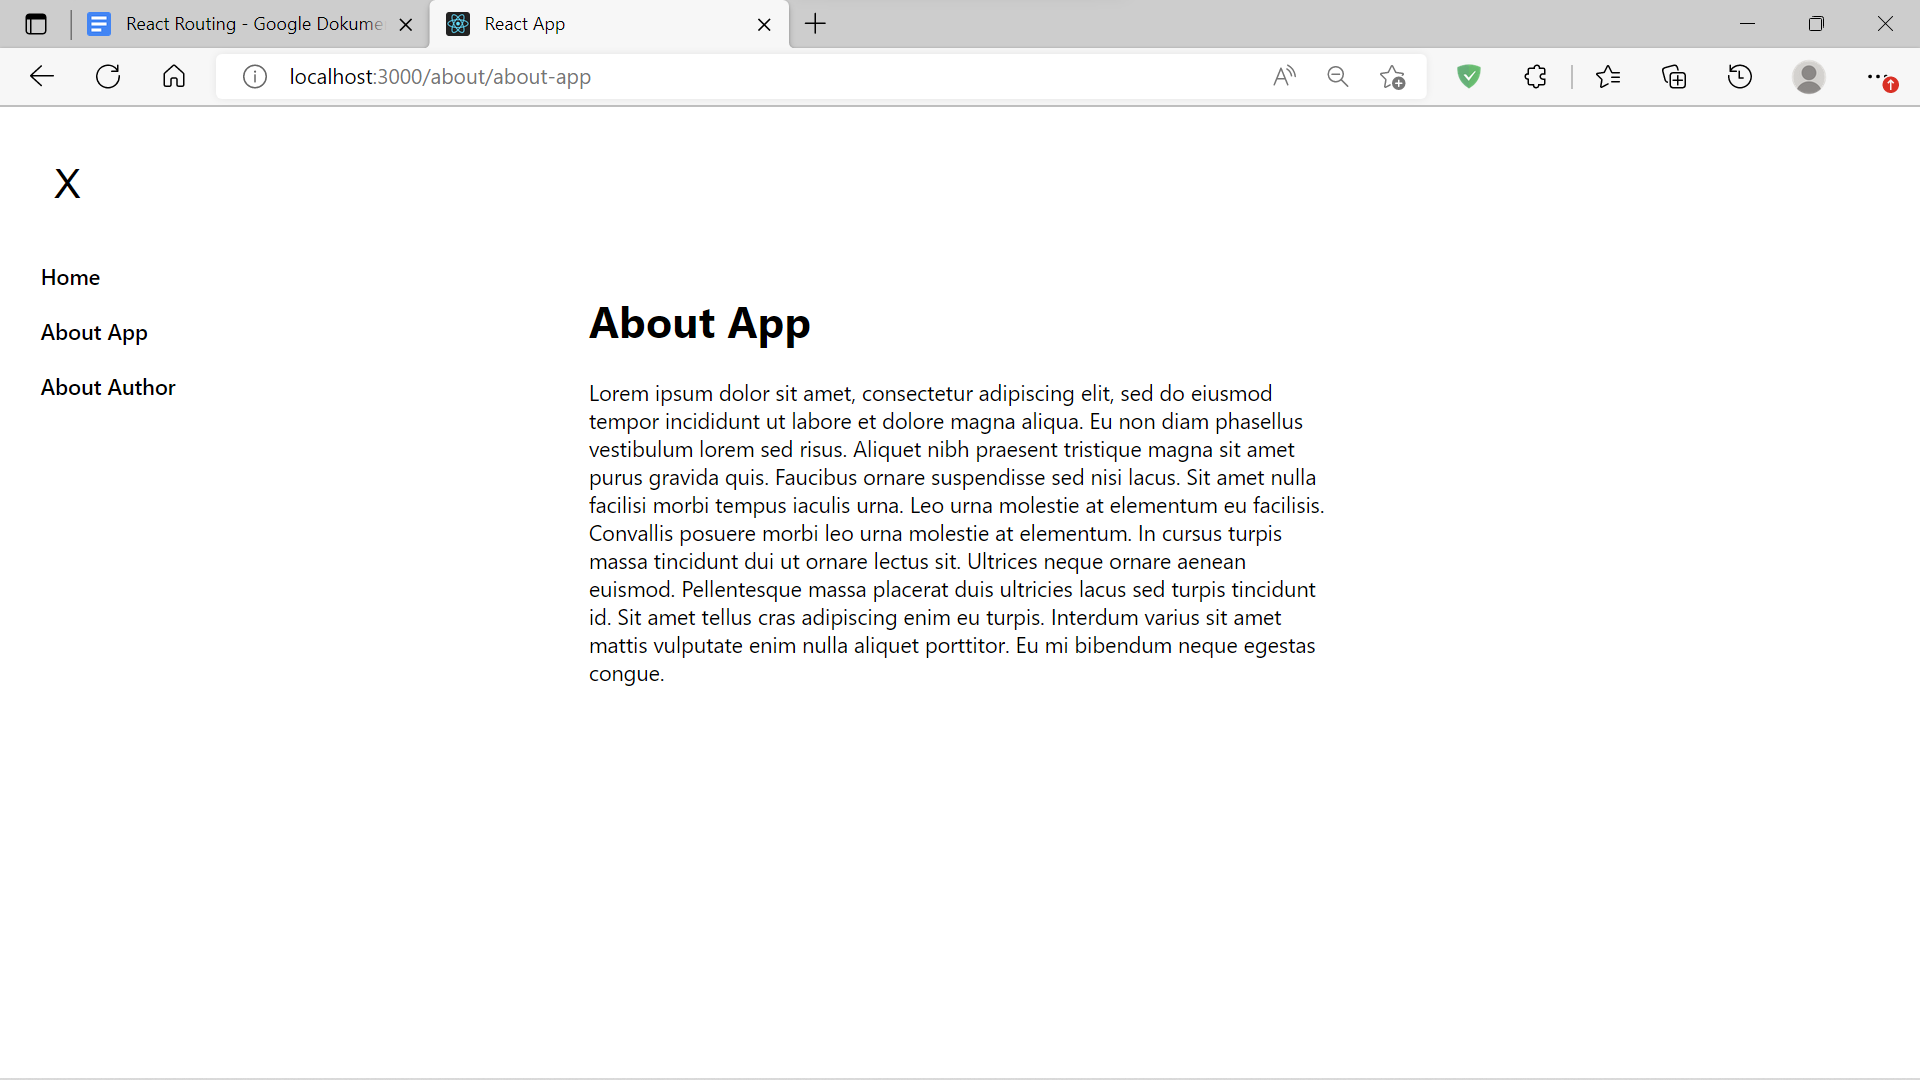 React Routing - Google Dokume
React App
localhost:3000/about/about-app
X
Home
About App
About Author
About App
Lorem ipsum dolor sit amet, consectetur adipiscing elit, sed do eiusmod
tempor incididunt ut labore et dolore magna aliqua. Eu non diam phasellus
vestibulum lorem sed risus. Aliquet nibh praesent tristique magna sit amet
purus gravida quis. Faucibus ornare suspendisse sed nisi lacus. Sit amet nulla
facilisi morbi tempus iaculis urna. Leo urna molestie at elementum eu facilisis.
Convallis posuere morbi leo urna molestie at elementum. In cursus turpis
massa tincidunt dui ut ornare lectus sit. Ultrices neque ornare aenean
euismod. Pellentesque massa placerat duis ultricies lacus sed turpis tincidunt
id. Sit amet tellus cras adipiscing enim eu turpis. Interdum varius sit amet
mattis vulputate enim nulla aliquet porttitor. Eu mi bibendum neque egestas
congue.